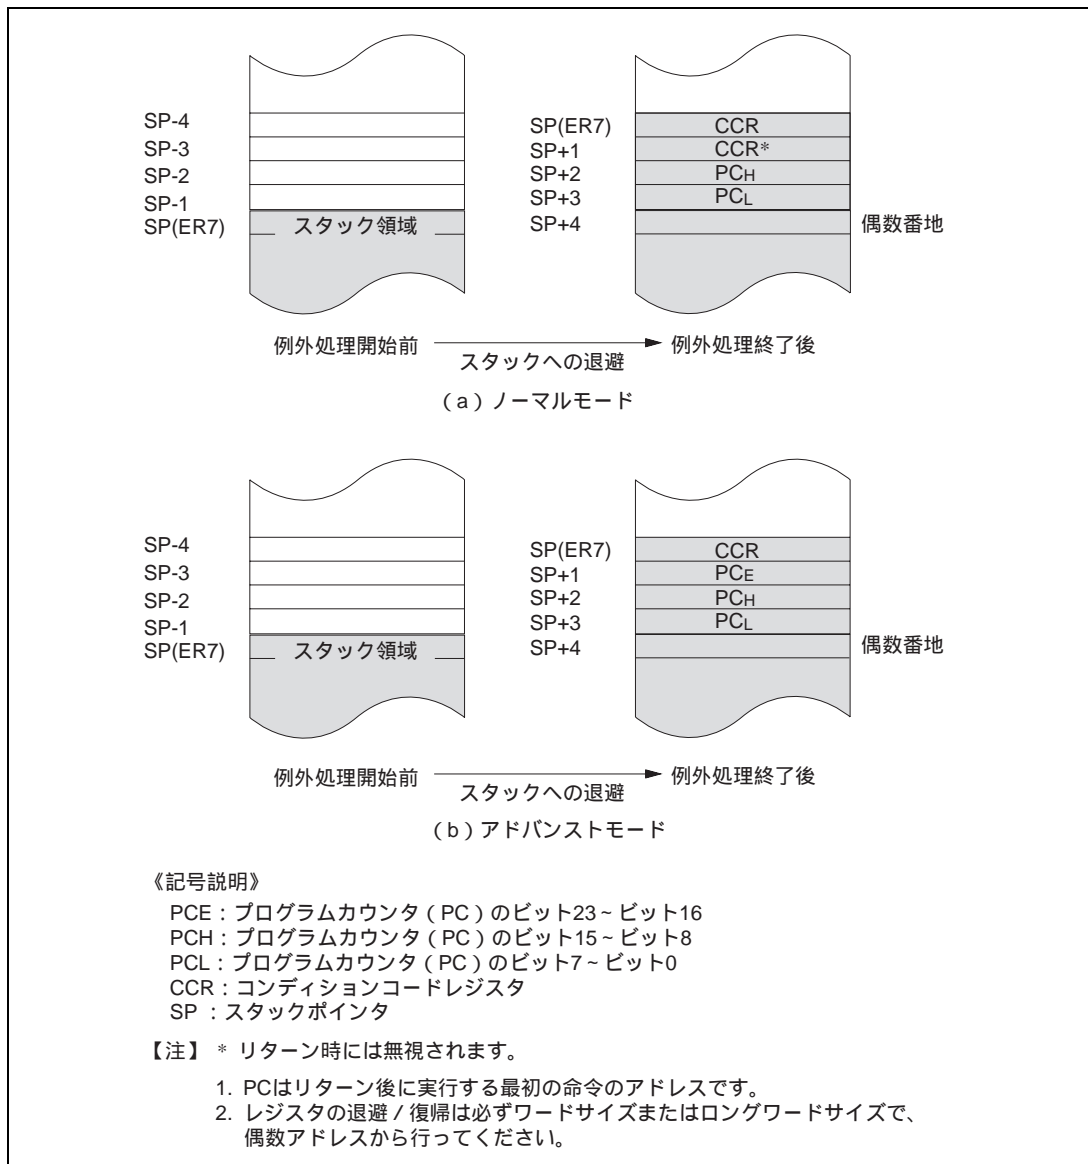 SP-4
SP-3
SP-2
SP-1
SP(ER7)
スタック領域
SP(ER7)
SP+1
SP+2
SP+3
SP+4
CCR
CCR*
PCH
PCL
偶数番地
例外処理開始前
スタックへの退避
例外処理終了後
(a)ノーマルモード
SP-4
SP-3
SP-2
SP-1
SP(ER7)
スタック領域
SP(ER7)
SP+1
SP+2
SP+3
SP+4
CCR
PCE
PCH
PCL
偶数番地
例外処理開始前
スタックへの退避
例外処理終了後
(b)アドバンストモード
《記号説明》
PCE:プログラムカウンタ(PC)のビット23~ビット16
PCH:プログラムカウンタ(PC)のビット15~ビット8
PCL:プログラムカウンタ(PC)のビット7~ビット0
CCR:コンディションコードレジスタ
SP :スタックポインタ
【注】 * リターン時には無視されます。
1. PCはリターン後に実行する最初の命令のアドレスです。
2. レジスタの退避/復帰は必ずワードサイズまたはロングワードサイズで、
偶数アドレスから行ってください。